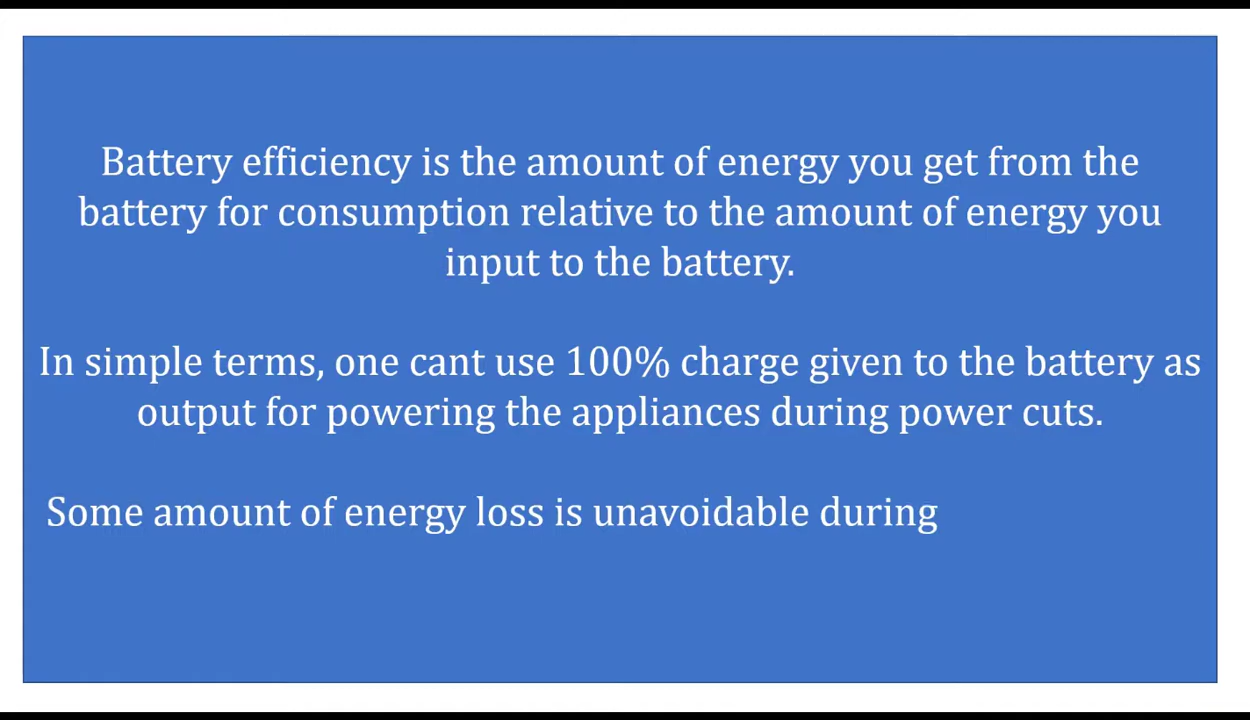 Battery efficiency is the amount of energy you get from the
battery for consumption relative to the amount of energy you
input to the battery.
In simple terms, one cant use 100% charge given to the battery as
output for powering the appliances during power cuts.
Some amount of energy loss is unavoidable during